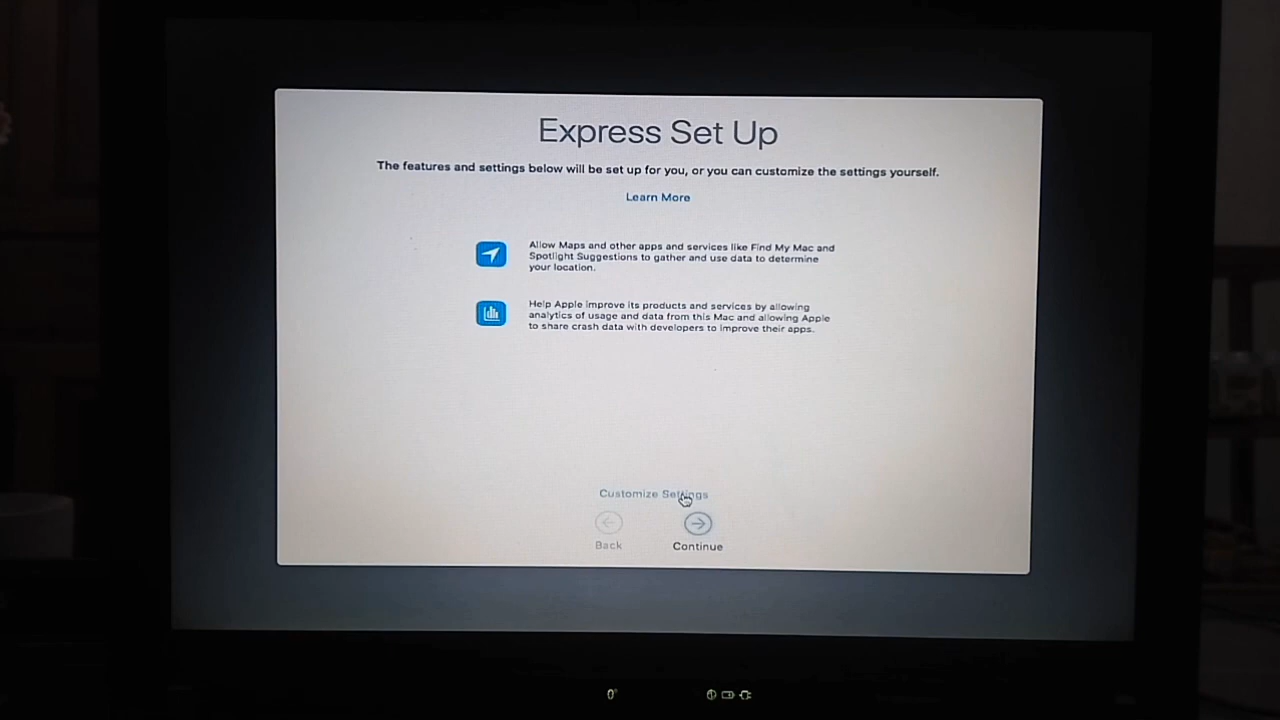 Express Set Up
The features and settings below will be set up for you, or you can customize the settings yourself.
Learn More
Allow Maps and other apps and services like Find My Mac and
Spotlight Suggestions to gather and use data to determine
your location.
Help Apple improve its products and services by allowing
analytics of usage and data from this Mac and allowing Apple
to share crash data with developers to improve their apps.
Customize Settings
Back
Continue